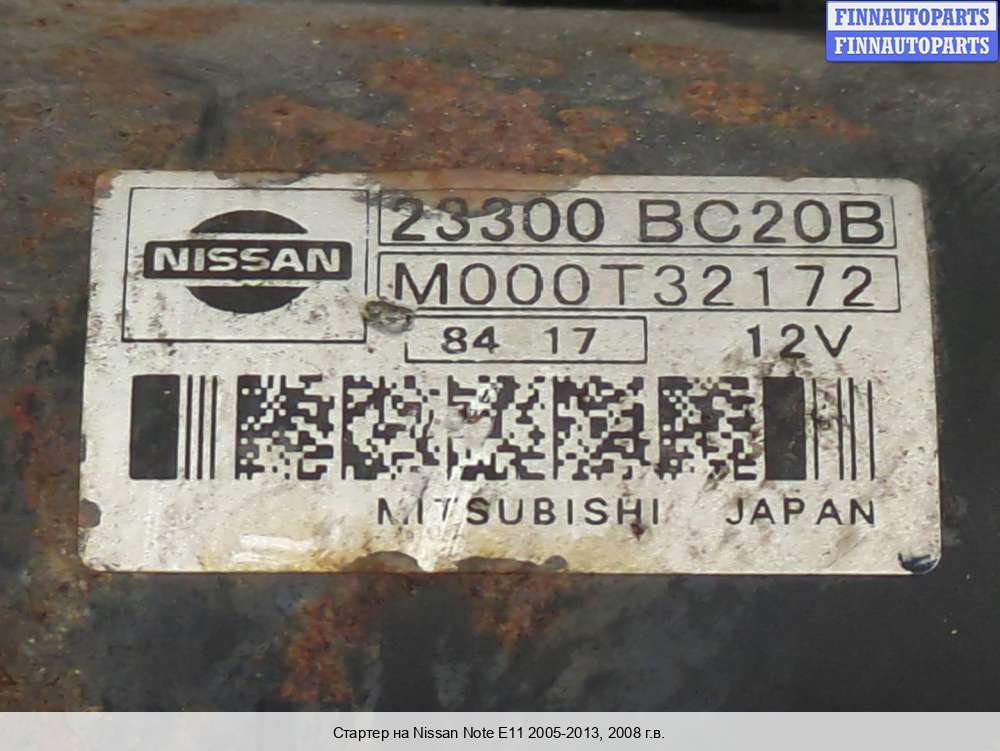 FINNAUTOPARTS
FINNAUTOPARTS
23300 BC20B
NISSAN
M000T32172
84 17 12V
MITSUBISHI JAPAN
Стартер на Nissan Note E11 2005-2013, 2008 г.в.